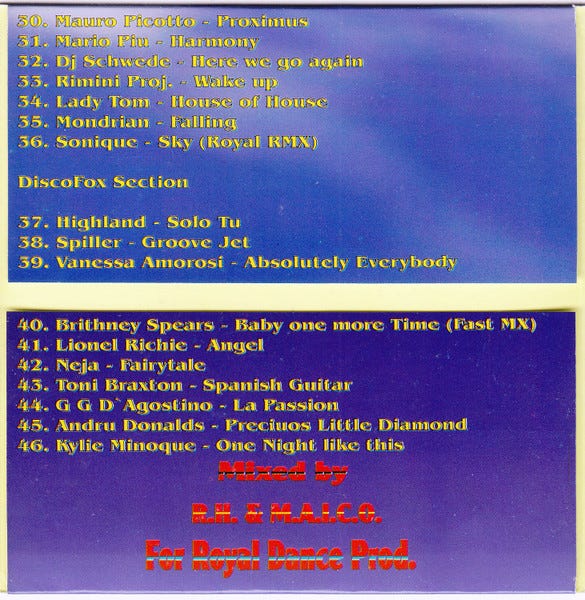 30. Mauro Picotto - Proximus
31. Mario Piu - Harmony
32. Dj Schwede - Here we go again
33. Rimini Proj. - Wake up
34. Lady Tom - House of House
35. Mondrian - Falling
36. Sonique - Sky (Royal RMX)
DiscoFox Section
37. Highland - Solo Tu
38. Spiller - Groove Jet
39. Vanessa Amorosi - Absolutely Everybody
40. Brithney Spears - Baby one more Time (Fast MX)
41. Lionel Richie - Angel
42. Neja - Fairytale
43. Toni Braxton - Spanish Guitar
44. G G D`Agostino - La Passion
45. Andru Donalds - Preciuos Little Diamond
46. Kylie Minoque - One Night like this
Mixed by
R.H. & M.A.I.C.O.
For Royal Dance Prod.